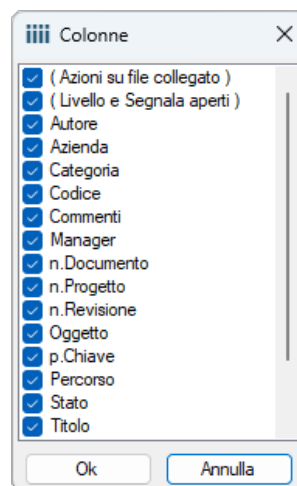 Colonne
( Azioni su file collegato )
( Livello e Segnala aperti )
Autore
Azienda
Categoria
Codice
Commenti
Manager
n.Documento
n.Progetto
n.Revisione
Oggetto
p.Chiave
Percorso
Stato
Titolo
Ok Annulla